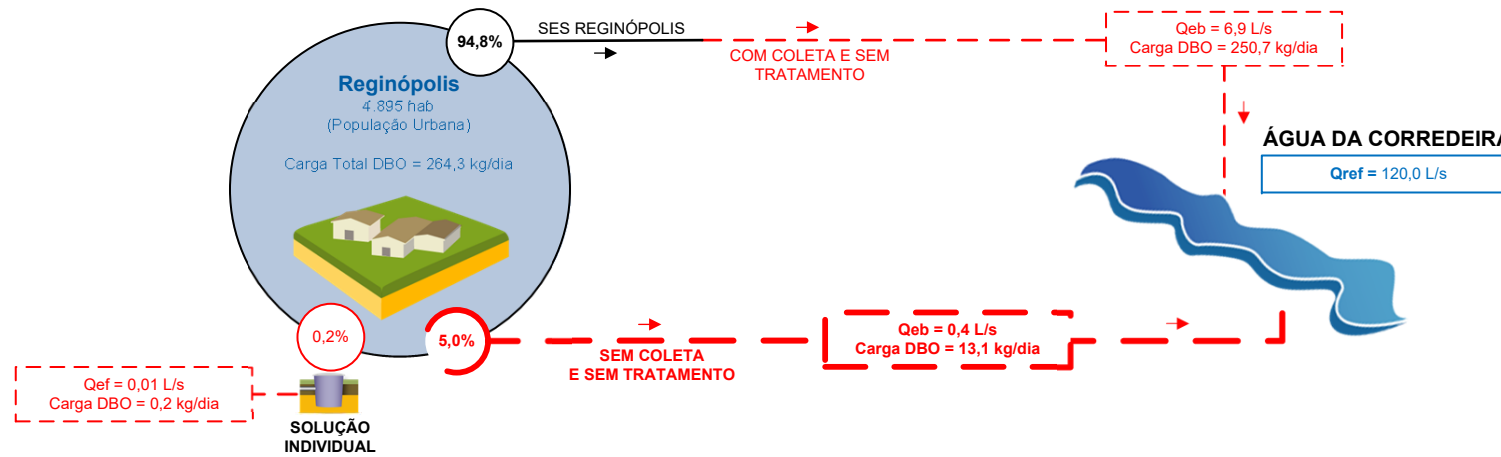 94,8%
SES REGINÓPOLIS
COM COLETA E SEM
TRATAMENTO
Qeb = 6,9 L/s
Carga DBO = 250,7 kg/dia
Reginópolis
4.895 hab
(População Urbana)
Carga Total DBO = 264,3 kg/dia
ÁGUA DA CORREDEIRA
Qref = 120,0 L/s
0,2%
5,0%
SEM COLETA
E SEM TRATAMENTO
Qeb = 0,4 L/s
Carga DBO = 13,1 kg/dia
Qef = 0,01 L/s
Carga DBO = 0,2 kg/dia
SOLUÇÃO
INDIVIDUAL